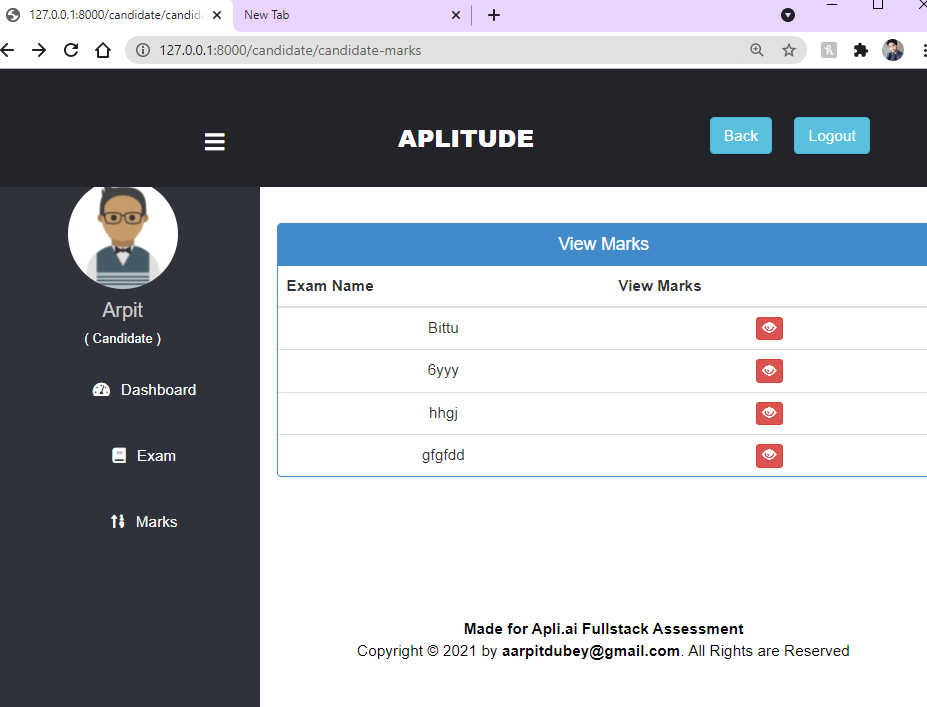 127.0.0.1:8000/candidate/candid
New Tab
127.0.0.1:8000/candidate/candidate-marks
APLITUDE
Back
Logout
Arpit
( Candidate )
Dashboard
Exam
Marks
View Marks
Exam Name View Marks
Bittu
6yyy
hhgj
gfgfdd
Made for Apli.ai Fullstack Assessment
Copyright © 2021 by aarpitdubey@gmail.com. All Rights are Reserved